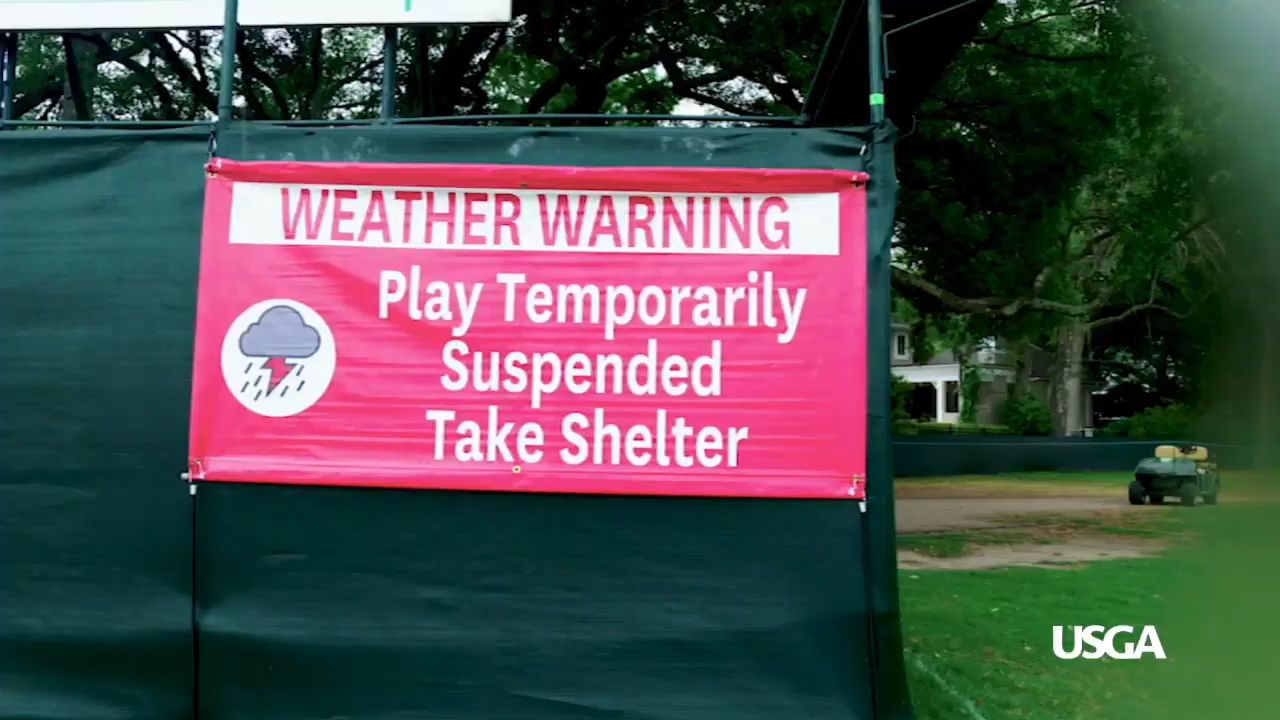 WEATHER WARNING
Play Temporarily
Suspended
Take Shelter
USGA